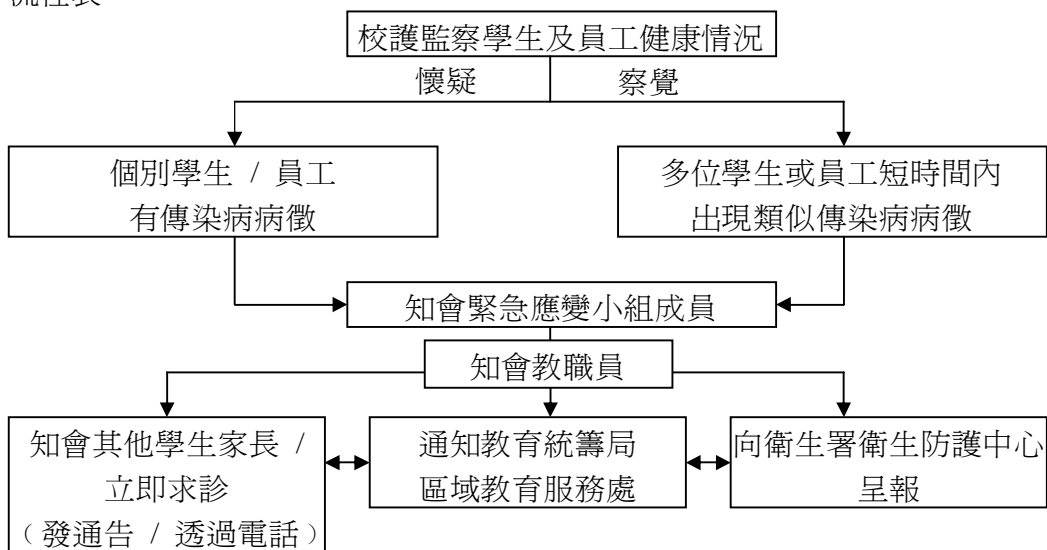 校護監察學生及員工健康情況
懷疑 察覺
個別學生 / 員工
有傳染病病徵
多位學生或員工短時間內
出現類似傳染病病徵
知會緊急應變小組成員
知會教職員
知會其他學生家長 /
立即求診
﹙發通告 / 透過電話﹚
通知教育統籌局
區域教育服務處
向衛生署衛生防護中心
呈報